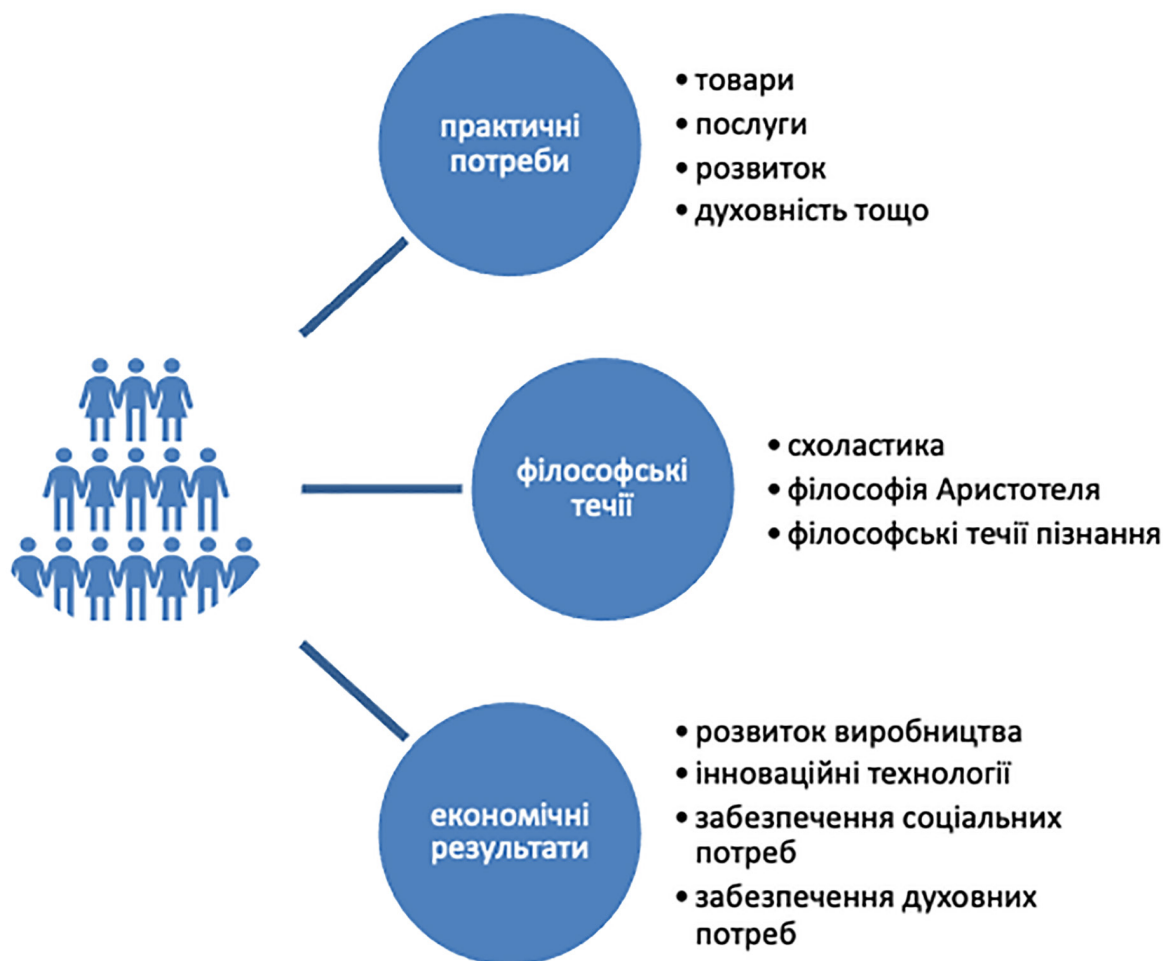 практичні
потреби
• товари
• послуги
• розвиток
• духовність тощо
філософські
течії
• схоластика
• філософія Аристотеля
• філософські течії пізнання
економічні
результати
• розвиток виробництва
• інноваційні технології
• забезпечення соціальних
потреб
• забезпечення духовних
потреб